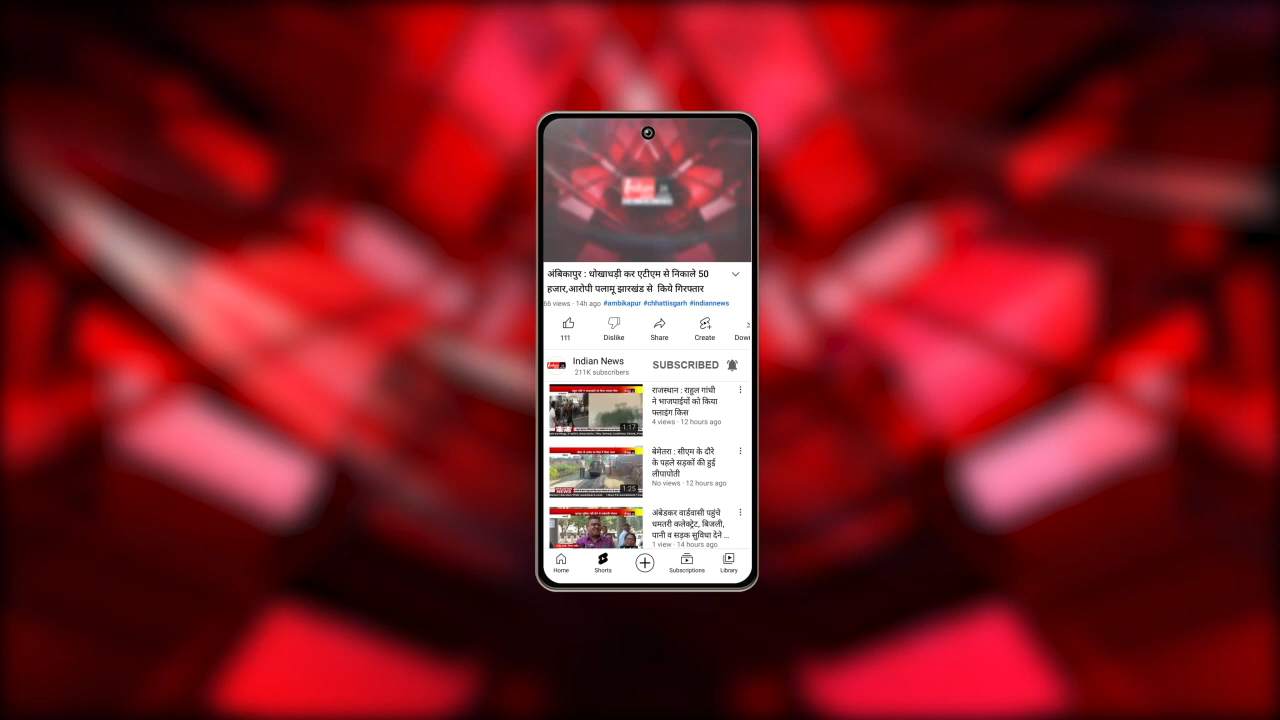 अंबिकापुर : धोखाधड़ी कर एटीएम से निकाले 50
हजार,आरोपी पलामू झारखंड से किये गिरफ्तार
66 views · 14h ago #ambikapur #chhattisgarh #indiannews
111
Dislike
Share
Create
Indian News
211K subscribers
SUBSCRIBED
राजस्थान : राहुल गांधी
ने भाजपाईयों को किया
फ्लाइंग किस
4 views · 12 hours ago
1:17
बेमेतरा : सीएम के दौरे
के पहले सड़कों की हुई
लीपापोती
No views · 12 hours ago
1:25
NEWS
अंबेडकर वार्डवासी पहुंचे
धमतरी कलेक्ट्रेट, बिजली,
पानी व सड़क सुविधा देने ...
1 view · 14 hours ago
Home
Shorts
Subscriptions
Library